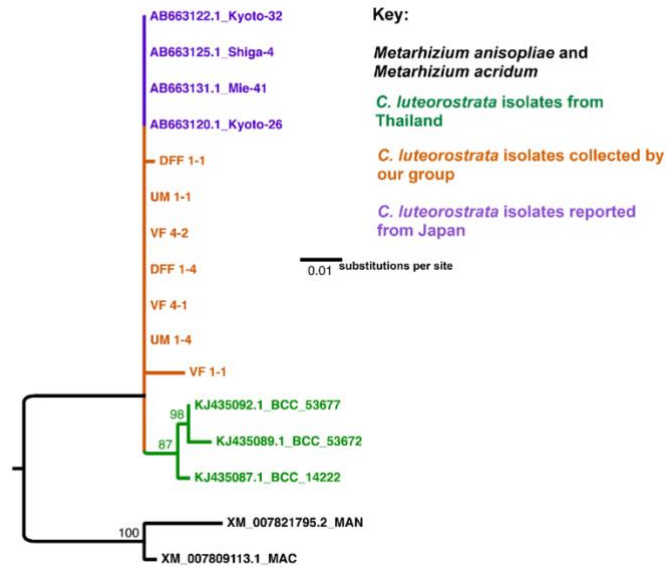 AB663122.1_Kyoto-32
AB663125.1_Shiga-4
AB663131.1_Mie-41
AB663120.1_Kyoto-26
DFF 1-1
UM 1-1
VF 4-2
DFF 1-4
VF 4-1
UM 1-4
VF 1-1
98
KJ435092.1_BCC_53677
87
KJ435089.1_BCC_53672
KJ435087.1_BCC_14222
100
XM_007821795.2_MAN
XM_007809113.1_MAC
Key:
Metarhizium anisopliae and
Metarhizium acridum
C. luteorostrata isolates from
Thailand
C. luteorostrata isolates collected by
our group
C. luteorostrata isolates reported
from Japan
0.01 substitutions per site